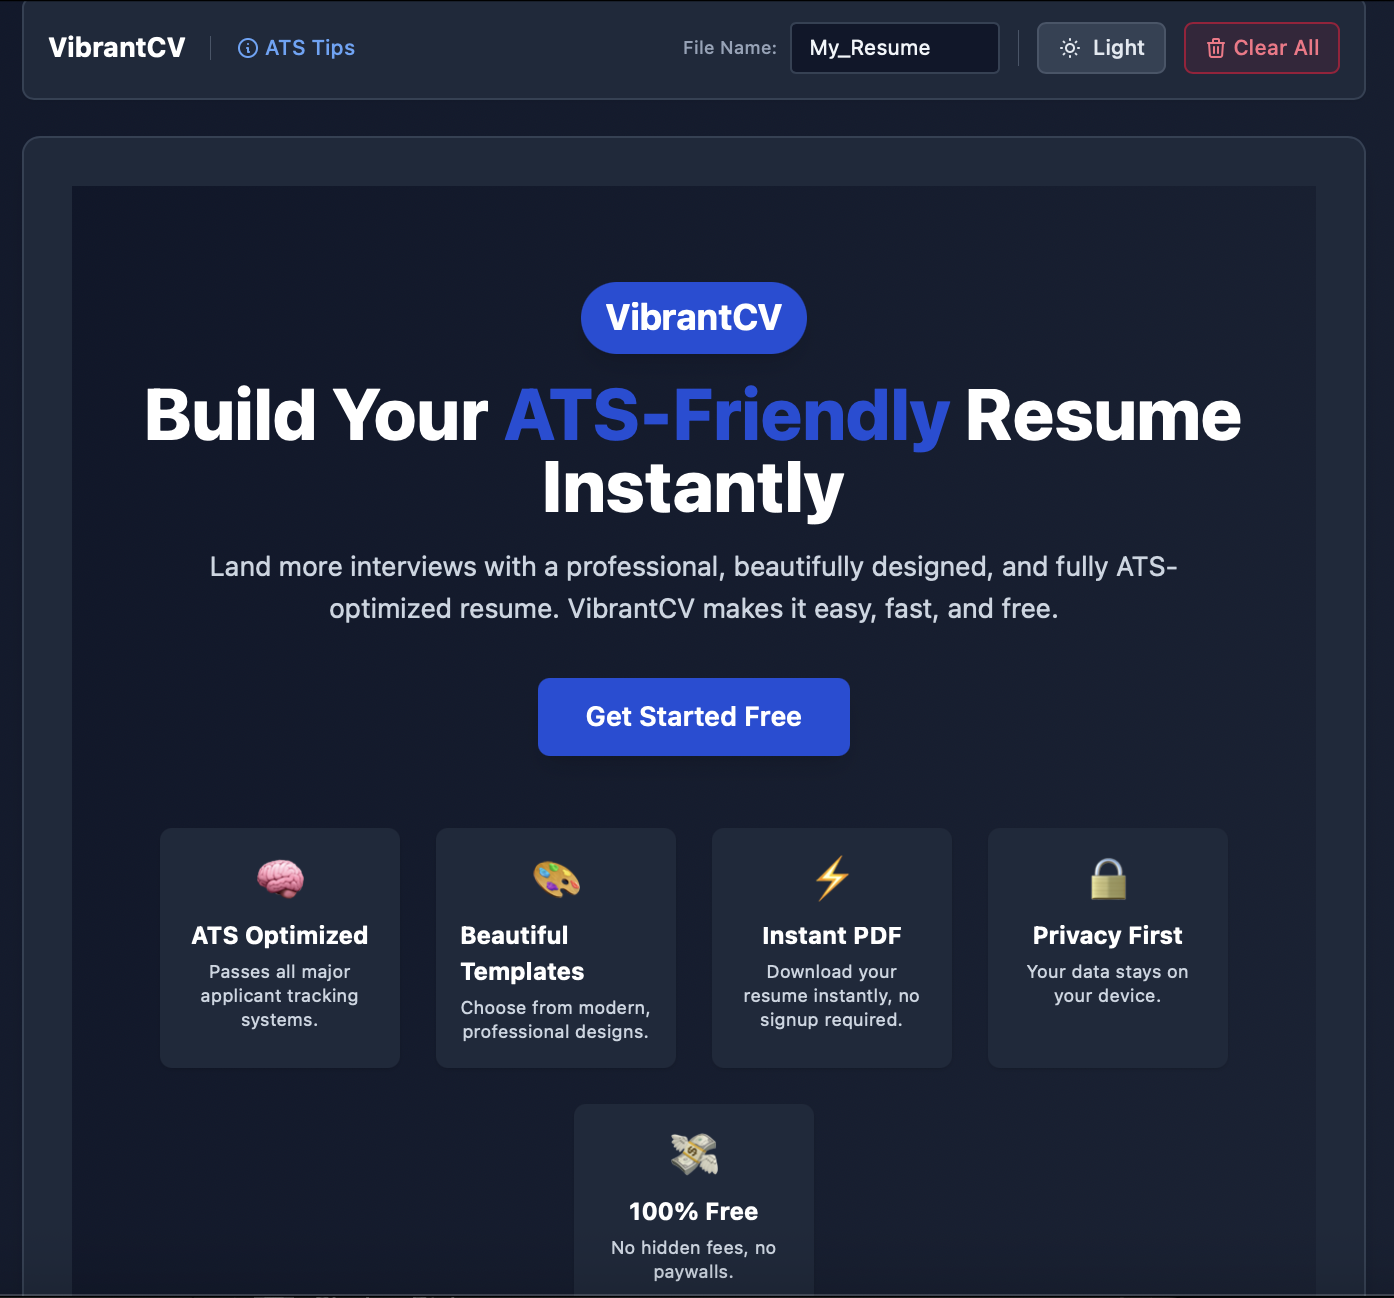 VibrantCV
ATS Tips
File Name:
My_Resume
Light
Clear All
VibrantCV
Build Your ATS-Friendly Resume
Instantly
Land more interviews with a professional, beautifully designed, and fully ATS-
optimized resume. VibrantCV makes it easy, fast, and free.
Get Started Free
ATS Optimized
Passes all major
applicant tracking
systems.
Beautiful
Templates
Choose from modern,
professional designs.
Instant PDF
Download your
resume instantly, no
signup required.
Privacy First
Your data stays on
your device.
100% Free
No hidden fees, no
paywalls.